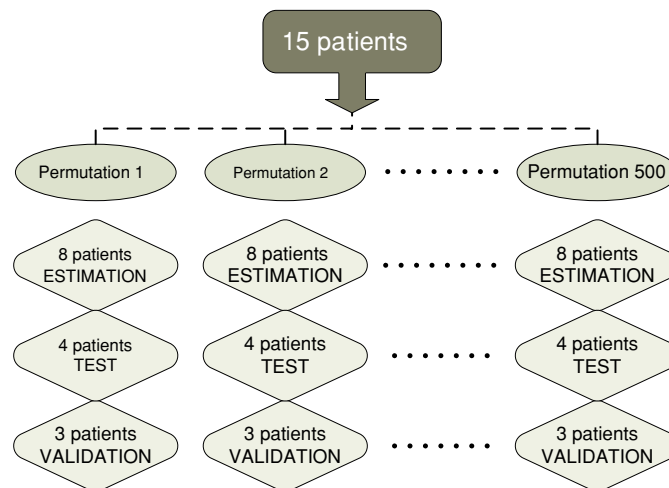 15 patients
Permutation 1
Permutation 2
Permutation 500
8 patients
ESTIMATION
8 patients
ESTIMATION
8 patients
ESTIMATION
4 patients
TEST
4 patients
TEST
4 patients
TEST
3 patients
VALIDATION
3 patients
VALIDATION
3 patients
VALIDATION